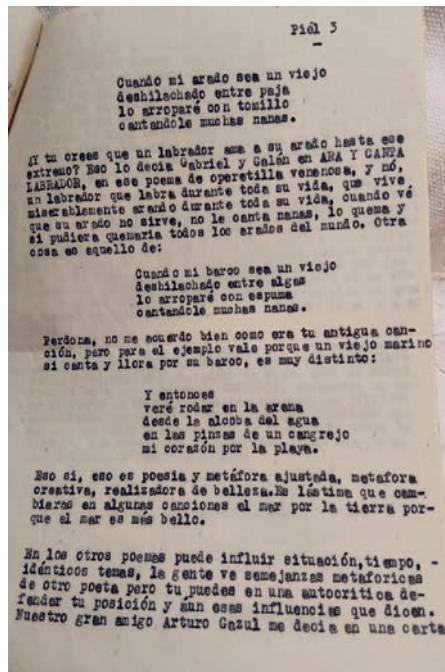 Piél 3
Cuando mi arado sea un viejo
deshilachado entre paja
lo arroparé con tomillo
cantandole muchas nanas.
¿Y tu crees que un labrador ama a su arado hasta ese
extremo? Eso lo decia Gabriel y Galán en ARA Y CANTA
LABRADOR, en ese poema de operetilla venenosa, y nó,
un labrador que labra durante toda su vida, que vive
miserablemente arando durante toda su vida, cuando vé
que su arado no sirve, no le canta nanas, lo quema y
si pudiera quemaria todos los arados del mundo. Otra
cosa es aquello de:
Cuando mi barco sea un viejo
deshilachado entre algas
lo arroparé con espuma
cantandole muchas nanas.
Perdona, no me acuerdo bien como era tu antigua can-
ción, pero para el ejemplo vale porque un viejo marino
si canta y llora por su barco, es muy distinto:
Y entonces
veré rodar en la arena
desde la alcoba del agua
en las pinzas de un cangrejo
mi corazón por la playa.
Eso si, eso es poesia y metáfora ajustada, metafora
creativa, realizadora de belleza.Es lástima que cam-
biaras en algunas canciones el mar por la tierra por-
que el mar es más bello.
En los otros poemas puede influir situación,tiempo, -
idénticos temas, la gente ve semejanzas metaforicas
de otro poeta pero tu puedes en una autocritica de-
fender tu posición y aún esas influencias que dicen.
Nuestro gran amigo Arturo Gazul me decia en una carta